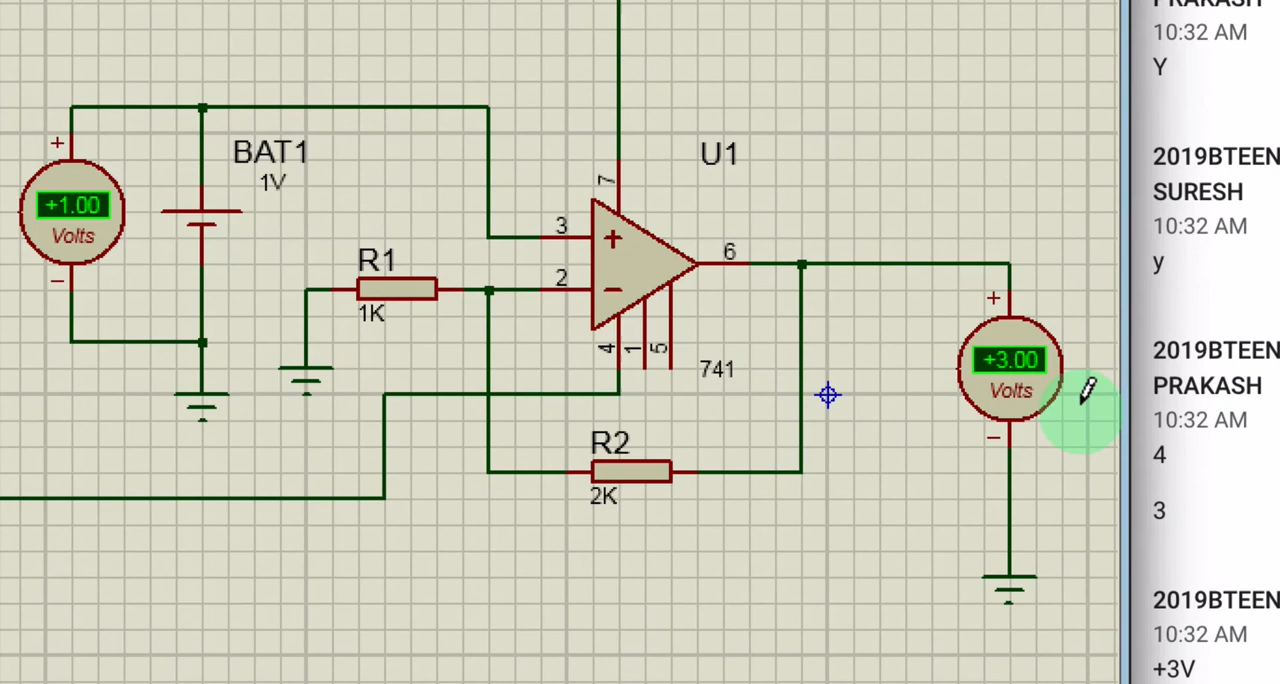 +
+1.00
Volts
−
BAT1
1V
R1
1K
3
2
+
−
7
4
1
5
6
U1
741
R2
2K
+
+3.00
Volts
−
PRAKASH
10:32 AM
Y
2019BTEEN
SURESH
10:32 AM
y
2019BTEEN
PRAKASH
10:32 AM
4
3
2019BTEEN
10:32 AM
+3V